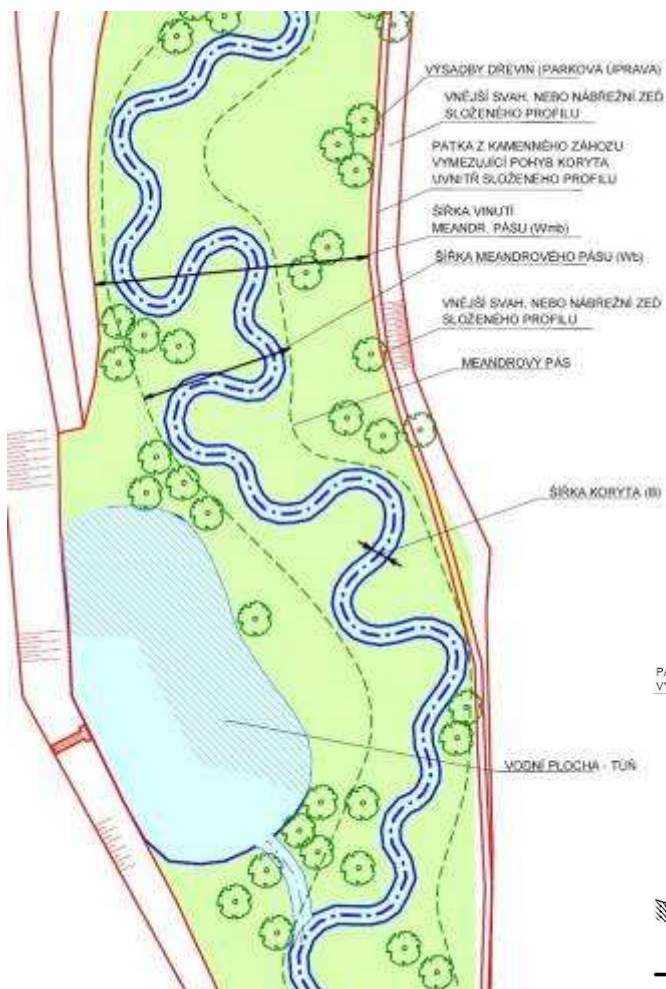 VÝSADBY DŘEVIN (PARKOVÁ ÚPRAVA)
VNĚJŠÍ SVAH, NEBO NÁBŘEŽNÍ ZEĎ
SLOŽENÉHO PROFILU
PATKA Z KAMENNÉHO ZÁHOZU
VYMEZUJÍCÍ POHYB KORYTA
UVNITŘ SLOŽENÉHO PROFILU
ŠÍŘKA VINUTÍ
MEANDR. PÁSU (Wmb)
ŠÍŘKA MEANDROVÉHO PÁSU (Wb)
VNĚJŠÍ SVAH, NEBO NÁBŘEŽNÍ ZEĎ
SLOŽENÉHO PROFILU
MEANDROVÝ PÁS
ŠÍŘKA KORYTA (B)
PA
VY
VODNÍ PLOCHA - TŮŇ